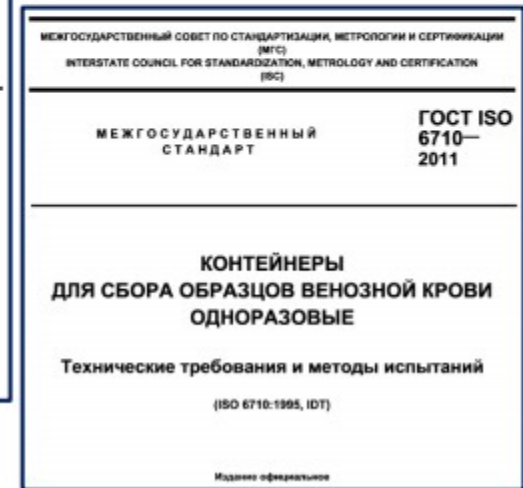 МЕЖГОСУДАРСТВЕННЫЙ СОВЕТ ПО СТАНДАРТИЗАЦИИ, МЕТРОЛОГИИ И СЕРТИФИКАЦИИ
(МГС)
INTERSTATE COUNCIL FOR STANDARDIZATION, METROLOGY AND CERTIFICATION
(ISC)
МЕЖГОСУДАРСТВЕННЫЙ
СТАНДАРТ
ГОСТ ISO
6710—
2011
КОНТЕЙНЕРЫ
ДЛЯ СБОРА ОБРАЗЦОВ ВЕНОЗНОЙ КРОВИ
ОДНОРАЗОВЫЕ
Технические требования и методы испытаний
(ISO 6710:1995, IDT)
Издание официальное